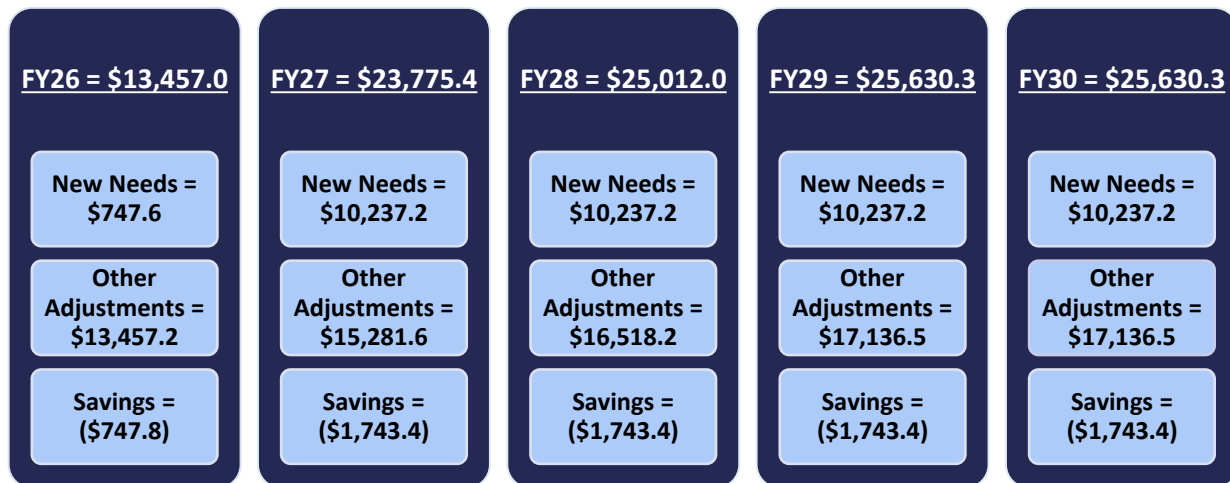 FY26 = $13,457.0
New Needs =
$747.6
Other
Adjustments =
$13,457.2
Savings =
($747.8)
FY27 = $23,775.4
New Needs =
$10,237.2
Other
Adjustments =
$15,281.6
Savings =
($1,743.4)
FY28 = $25,012.0
New Needs =
$10,237.2
Other
Adjustments =
$16,518.2
Savings =
($1,743.4)
FY29 = $25,630.3
New Needs =
$10,237.2
Other
Adjustments =
$17,136.5
Savings =
($1,743.4)
FY30 = $25,630.3
New Needs =
$10,237.2
Other
Adjustments =
$17,136.5
Savings =
($1,743.4)